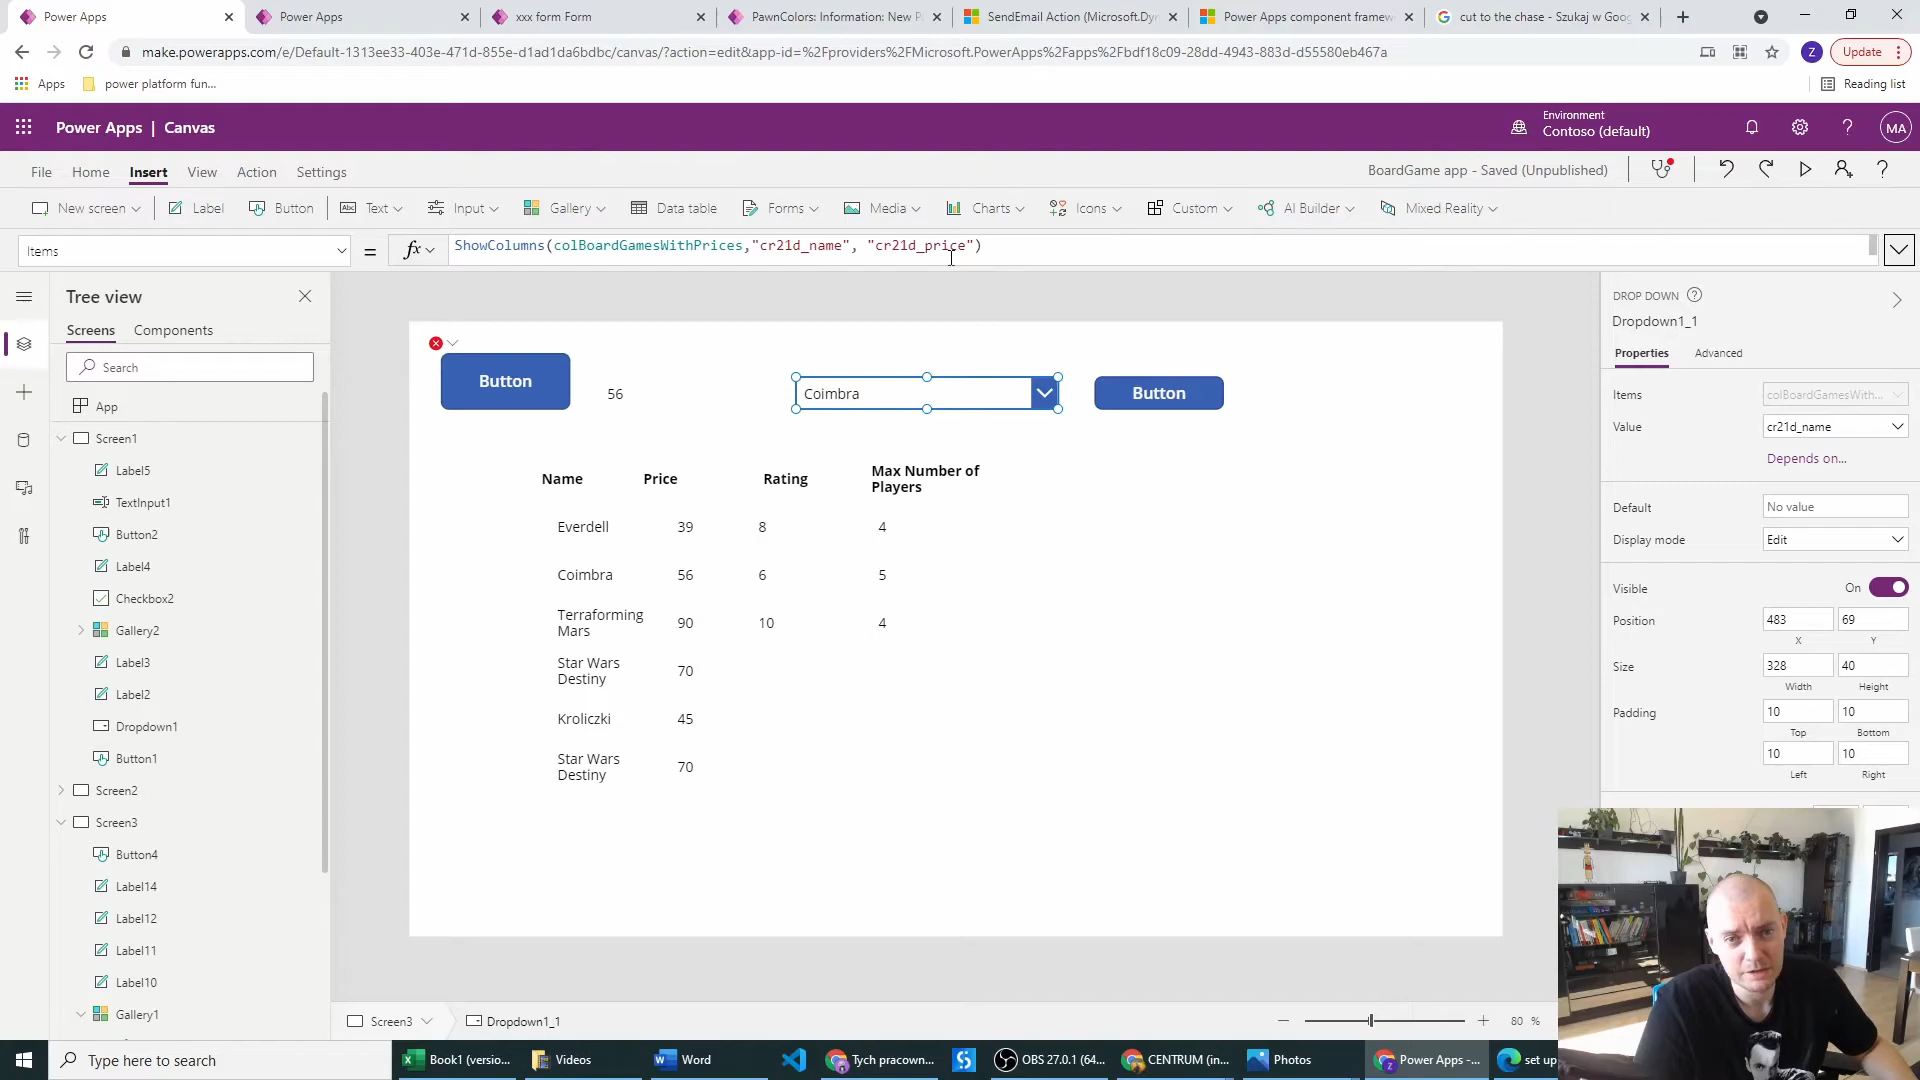 Power Apps
Power Apps
xxx form Form
PawnColors: Information: New P
SendEmail Action (Microsoft.Dyn
Power Apps component framew
cut to the chase - Szukaj w Goog
make.powerapps.com/e/Default-1313ee33-403e-471d-855e-d1ad1da6bdbc/canvas/?action=edit&app-id=%2Fproviders%2FMicrosoft.PowerApps%2Fapps%2Fbdf18c09-28dd-4943-883d-d55580eb467a
Z
Update
Apps
power platform fun...
Reading list
Power Apps | Canvas
Environment
Contoso (default)
MA
File
Home
Insert
View
Action
Settings
BoardGame app - Saved (Unpublished)
New screen
Label
Button
Text
Input
Gallery
Data table
Forms
Media
Charts
Icons
Custom
AI Builder
Mixed Reality
Items
=
fx
ShowColumns(colBoardGamesWithPrices,"cr21d_name", "cr21d_price")
Tree view
Screens
Components
Search
App
Screen1
Label5
TextInput1
Button2
Label4
Checkbox2
Gallery2
Label3
Label2
Dropdown1
Button1
Screen2
Screen3
Button4
Label14
Label12
Label11
Label10
Gallery1
Button
56
Coimbra
Button
Name
Price
Rating
Max Number of
Players
Everdell
39
8
4
Coimbra
56
6
5
Terraforming
Mars
90
10
4
Star Wars
Destiny
70
Kroliczki
45
Star Wars
Destiny
70
DROP DOWN
Dropdown1_1
Properties
Advanced
Items
colBoardGamesWith...
Value
cr21d_name
Depends on...
Default
No value
Display mode
Edit
Visible
On
Position
483
69
X
Y
Size
328
40
Width
Height
Padding
10
10
Top
Bottom
10
10
Left
Right
Screen3
Dropdown1_1
80 %
Type here to search
Book1 (versio...
Videos
Word
Tych pracown...
OBS 27.0.1 (64...
CENTRUM (in...
Photos
Power Apps -...
set up